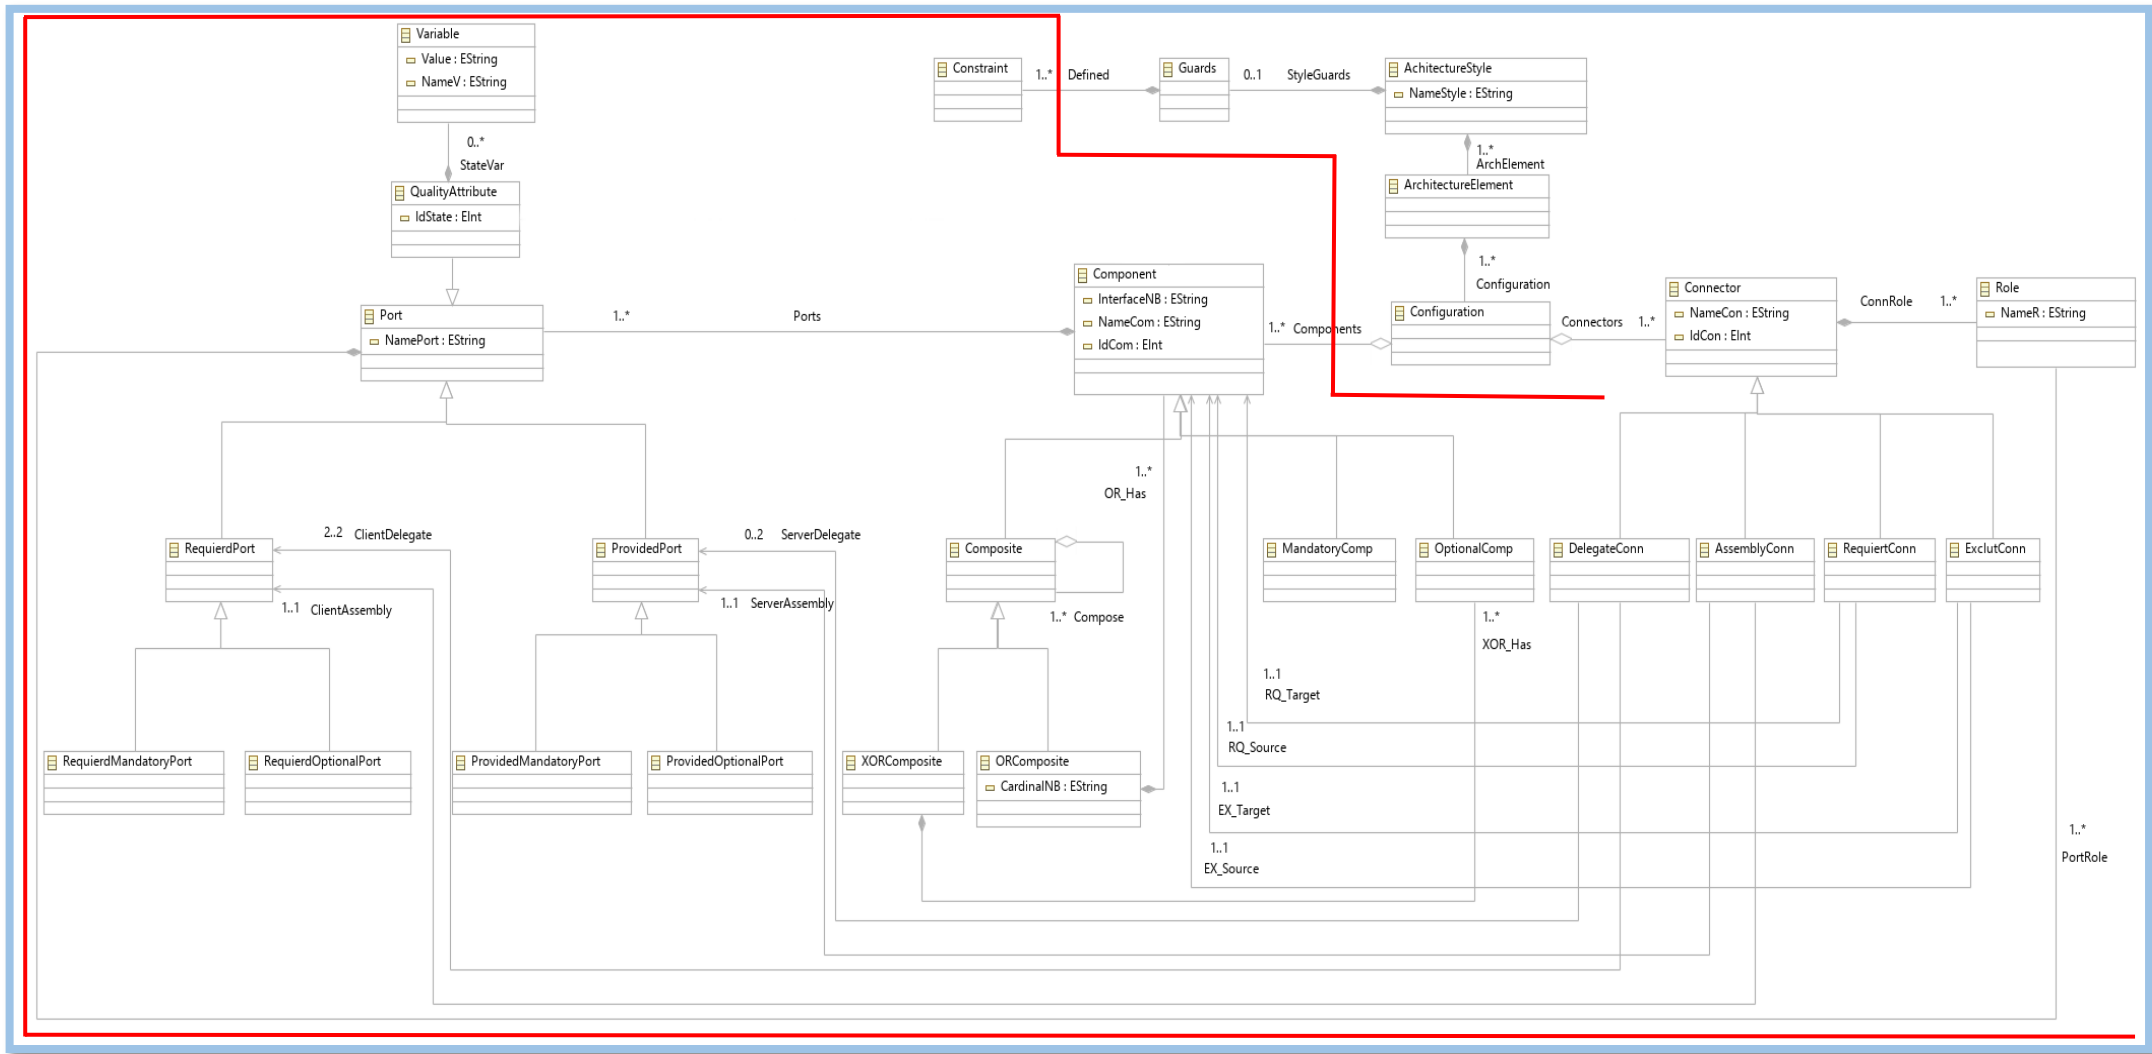 Variable
Value : EString
NameV : EString
0..*
StateVar
QualityAttribute
IdState : EInt
Constraint
1..* Defined
Guards
0..1 StyleGuards
AchitectureStyle
NameStyle : EString
1..*
ArchElement
ArchitectureElement
1..*
Configuration
Port
NamePort : EString
1..* Ports
Component
InterfaceNB : EString
NameCom : EString
IdCom : EInt
1..* Components
Configuration
Connectors 1..*
Connector
NameCon : EString
IdCon : EInt
ConnRole 1..*
Role
NameR : EString
1..*
OR_Has
RequierdPort
2..2 ClientDelegate
1..1 ClientAssembly
ProvidedPort
0..2 ServerDelegate
1..1 ServerAssembly
Composite
1..* Compose
MandatoryComp
OptionalComp
DelegateConn
AssemblyConn
RequiertConn
ExclutConn
1..*
XOR_Has
1..1
RQ_Target
1..1
RQ_Source
RequierdMandatoryPort
RequierdOptionalPort
ProvidedMandatoryPort
ProvidedOptionalPort
XORComposite
ORComposite
CardinalNB : EString
1..1
EX_Target
1..1
EX_Source
1..*
PortRole